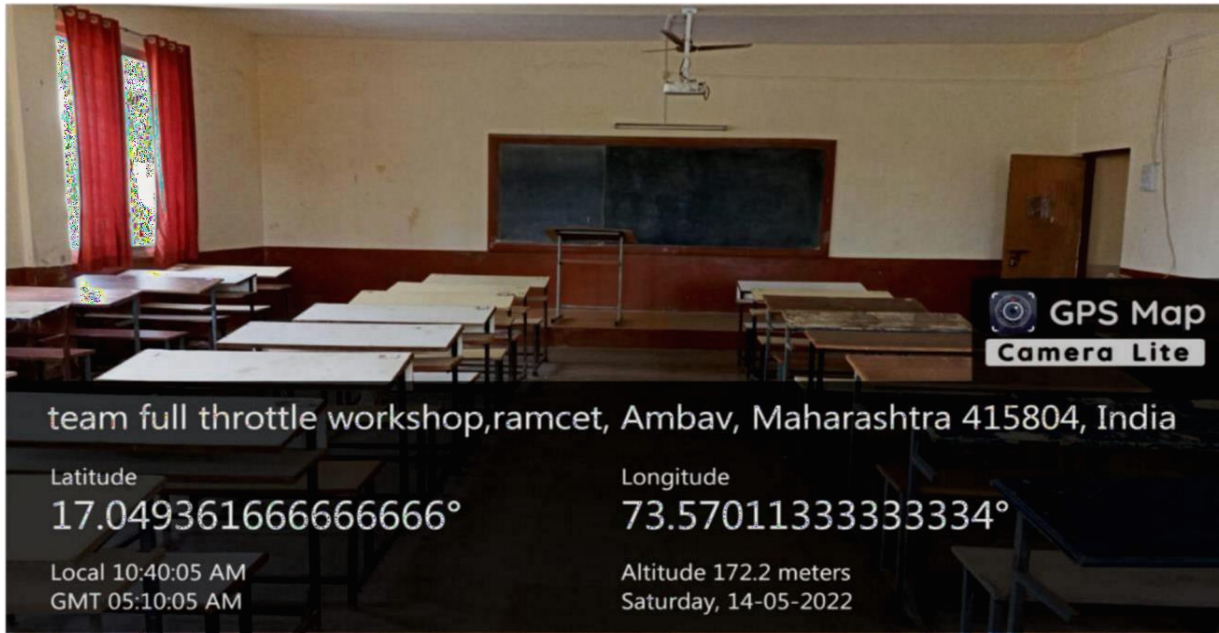 GPS Map
Camera Lite
team full throttle workshop,ramcet, Ambav, Maharashtra 415804, India
Latitude
17.049361666666666°
Longitude
73.57011333333334°
Local 10:40:05 AM
GMT 05:10:05 AM
Altitude 172.2 meters
Saturday, 14-05-2022